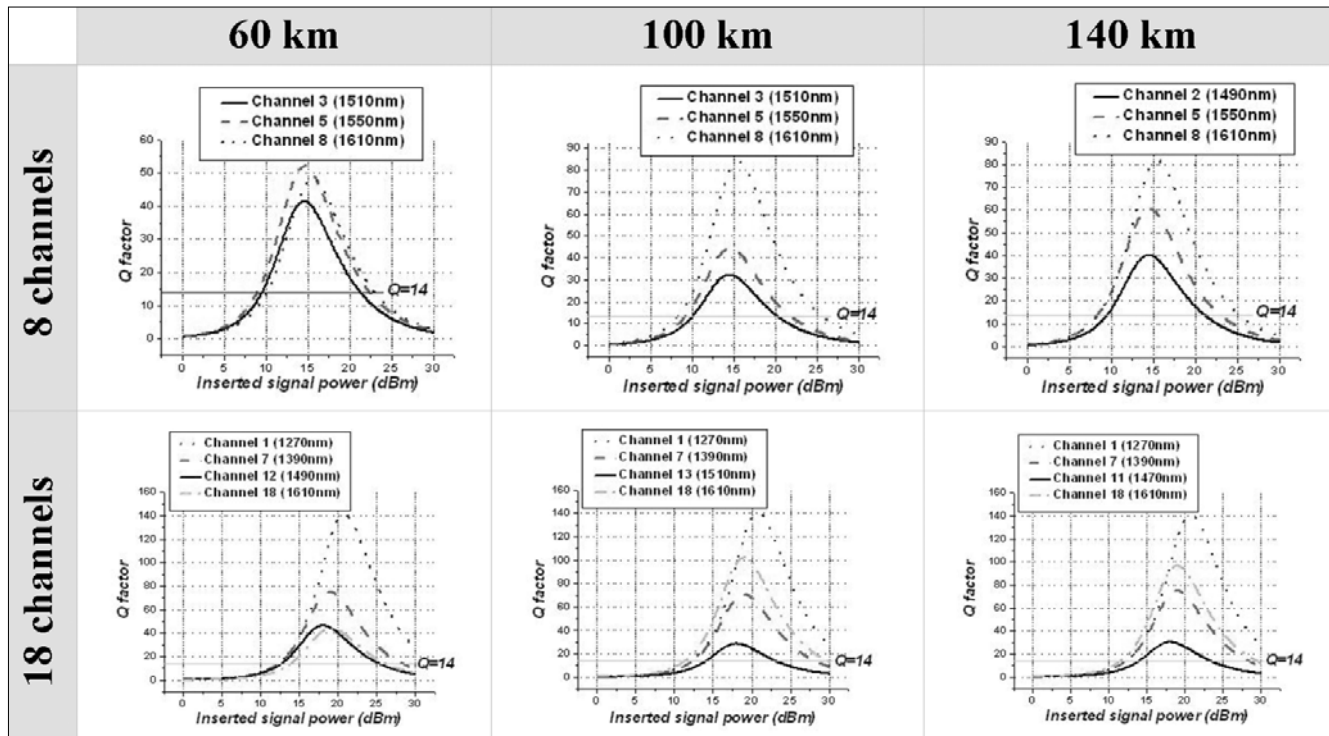 60 km
100 km
140 km
8 channels
Channel 3 (1510nm)
Channel 5 (1550nm)
Channel 8 (1610nm)
60
50
40
30
20
10
0
Q factor
Q=14
0 5 10 15 20 25 30
Inserted signal power (dBm)
Channel 3 (1510nm)
Channel 5 (1550nm)
Channel 8 (1610nm)
90
80
70
60
50
40
30
20
10
0
Q factor
Q=14
0 5 10 15 20 25 30
Inserted signal power (dBm)
Channel 2 (1490nm)
Channel 5 (1550nm)
Channel 8 (1610nm)
90
80
70
60
50
40
30
20
10
0
Q factor
Q=14
0 5 10 15 20 25 30
Inserted signal power (dBm)
18 channels
Channel 1 (1270nm)
Channel 7 (1390nm)
Channel 12 (1490nm)
Channel 18 (1610nm)
160
140
120
100
80
60
40
20
0
Q factor
Q=14
0 5 10 15 20 25 30
Inserted signal power (dBm)
Channel 1 (1270nm)
Channel 7 (1390nm)
Channel 13 (1510nm)
Channel 18 (1610nm)
160
140
120
100
80
60
40
20
0
Q factor
Q=14
0 5 10 15 20 25 30
Inserted signal power (dBm)
Channel 1 (1270nm)
Channel 7 (1390nm)
Channel 11 (1470nm)
Channel 18 (1610nm)
160
140
120
100
80
60
40
20
0
Q factor
Q=14
0 5 10 15 20 25 30
Inserted signal power (dBm)